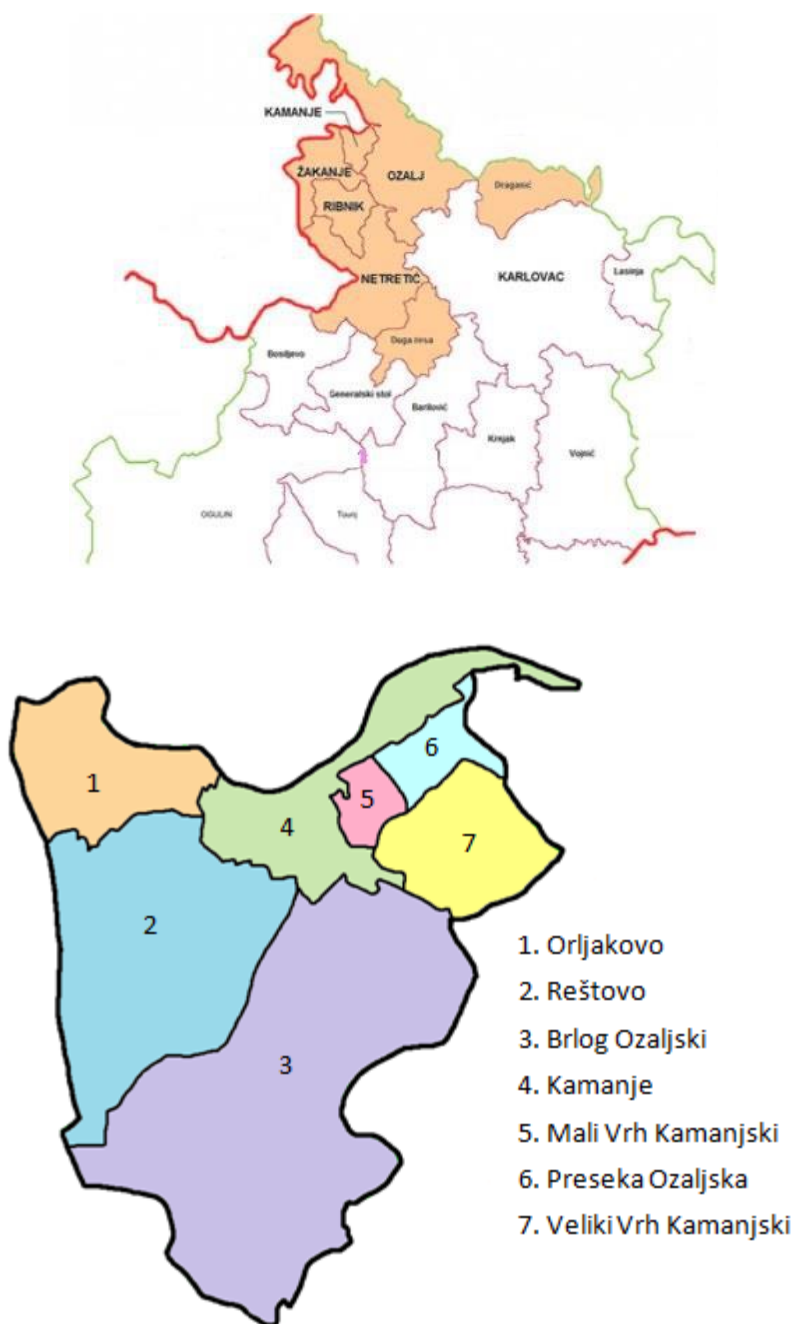 KAMANJE
ŽAKANJE
OZALJ
RIBNIK
Draganić
NETRETIĆ
KARLOVAC
Lasinja
Duga resa
Bosiljevo
Generalski stol
Barilović
Krnjak
Vojnić
OGULIN
Tounj
1
2
3
4
5
6
7
1. Orljakovo
2. Reštovo
3. Brlog Ozaljski
4. Kamanje
5. Mali Vrh Kamanjski
6. Preseka Ozaljska
7. Veliki Vrh Kamanjski